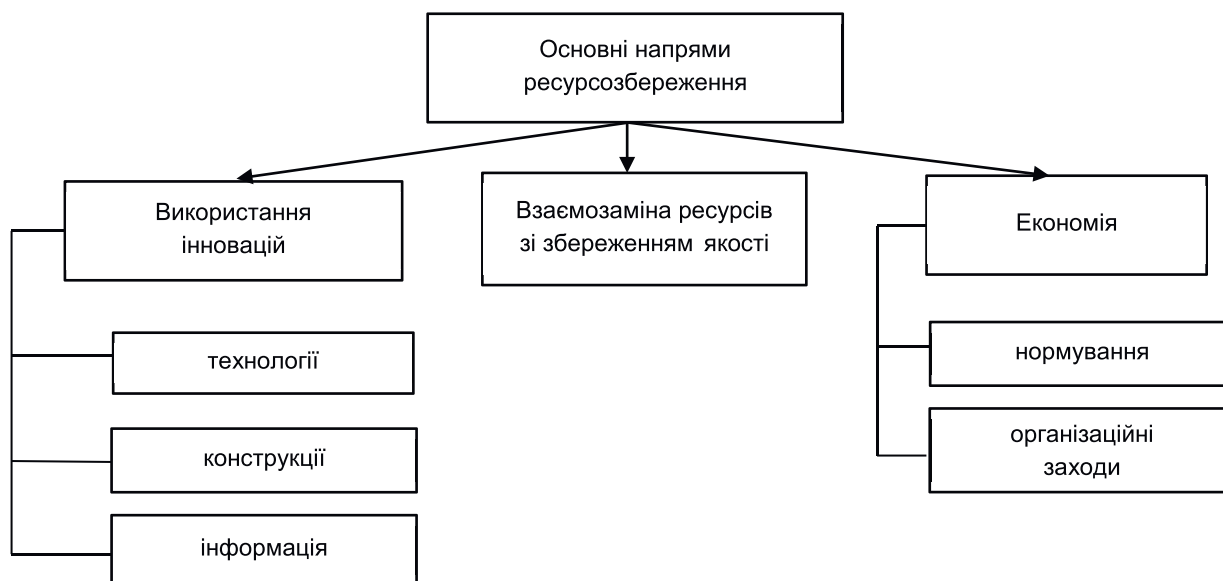 Основні напрями
ресурсозбереження
Використання
інновацій
Взаємозаміна ресурсів
зі збереженням якості
Економія
технології
конструкції
інформація
нормування
організаційні
заходи